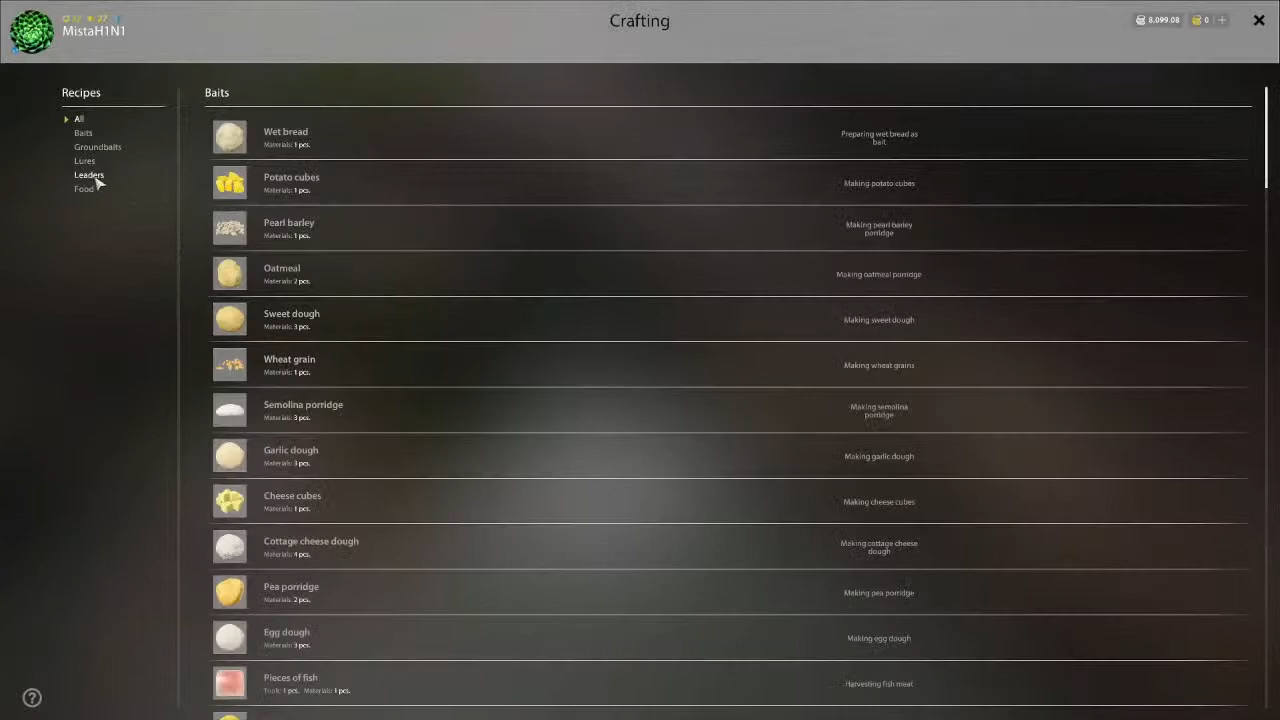 Crafting
MistaH1N1
8,099.08
0
Recipes
All
Baits
Groundbaits
Lures
Leaders
Food
Baits
Wet bread
Materials: 1 pcs.
Preparing wet bread as
bait
Potato cubes
Materials: 1 pcs.
Making potato cubes
Pearl barley
Materials: 1 pcs.
Making pearl barley
porridge
Oatmeal
Materials: 2 pcs.
Making oatmeal porridge
Sweet dough
Materials: 3 pcs.
Making sweet dough
Wheat grain
Materials: 1 pcs.
Making wheat grains
Semolina porridge
Materials: 3 pcs.
Making semolina
porridge
Garlic dough
Materials: 3 pcs.
Making garlic dough
Cheese cubes
Materials: 1 pcs.
Making cheese cubes
Cottage cheese dough
Materials: 4 pcs.
Making cottage cheese
dough
Pea porridge
Materials: 2 pcs.
Making pea porridge
Egg dough
Materials: 3 pcs.
Making egg dough
Pieces of fish
Tools: 1 pcs. Materials: 1 pcs.
Harvesting fish meat